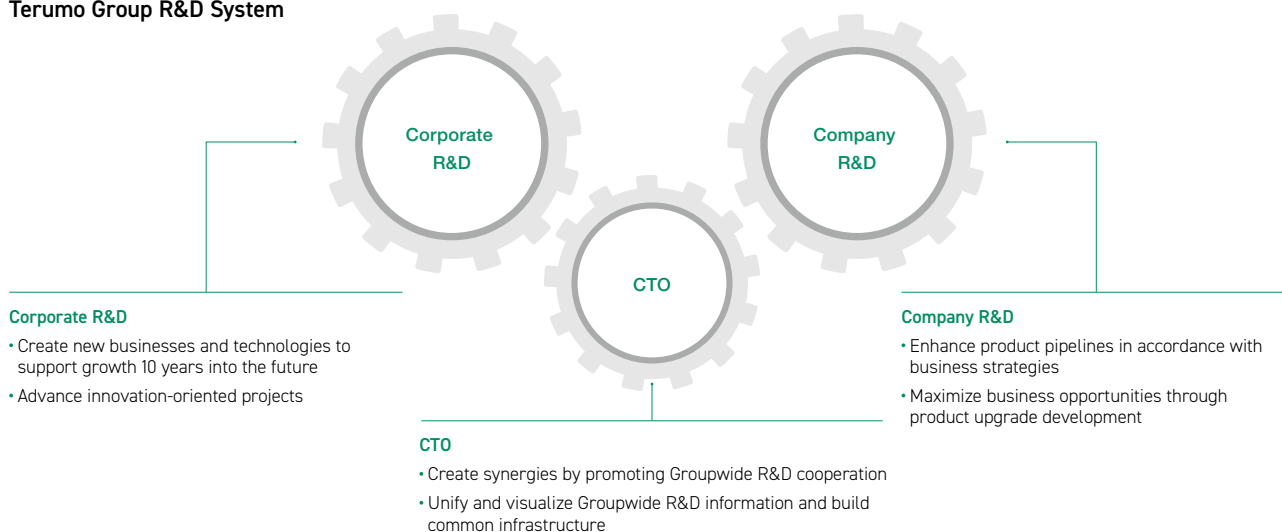 Terumo Group R&D System
Corporate
R&D
Company
R&D
CTO
Corporate R&D
• Create new businesses and technologies to
support growth 10 years into the future
• Advance innovation-oriented projects
CTO
• Create synergies by promoting Groupwide R&D cooperation
• Unify and visualize Groupwide R&D information and build
common infrastructure
Company R&D
• Enhance product pipelines in accordance with
business strategies
• Maximize business opportunities through
product upgrade development